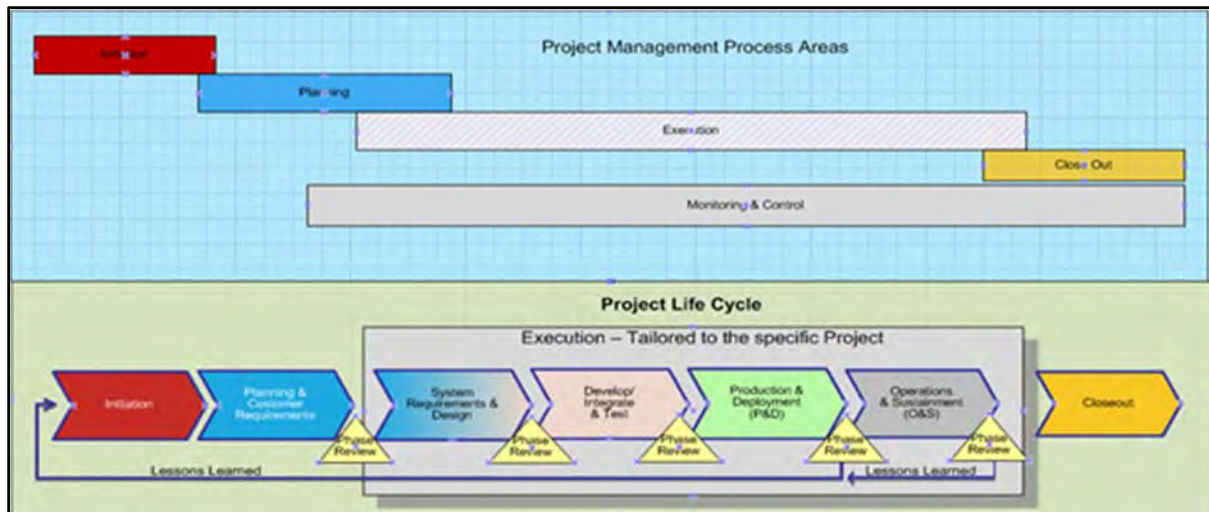 Project Management Process Areas
Initiation
Planning
Execution
Close Out
Monitoring & Control
Project Life Cycle
Execution – Tailored to the specific Project
Initiation
Planning &
Customer
Requirements
System
Requirements &
Design
Develop/
Integrate
& Test
Production &
Deployment
(P&D)
Operations
& Sustainment
(O&S)
Closeout
Phase
Review
Phase
Review
Phase
Review
Phase
Review
Phase
Review
Lessons Learned
Lessons Learned